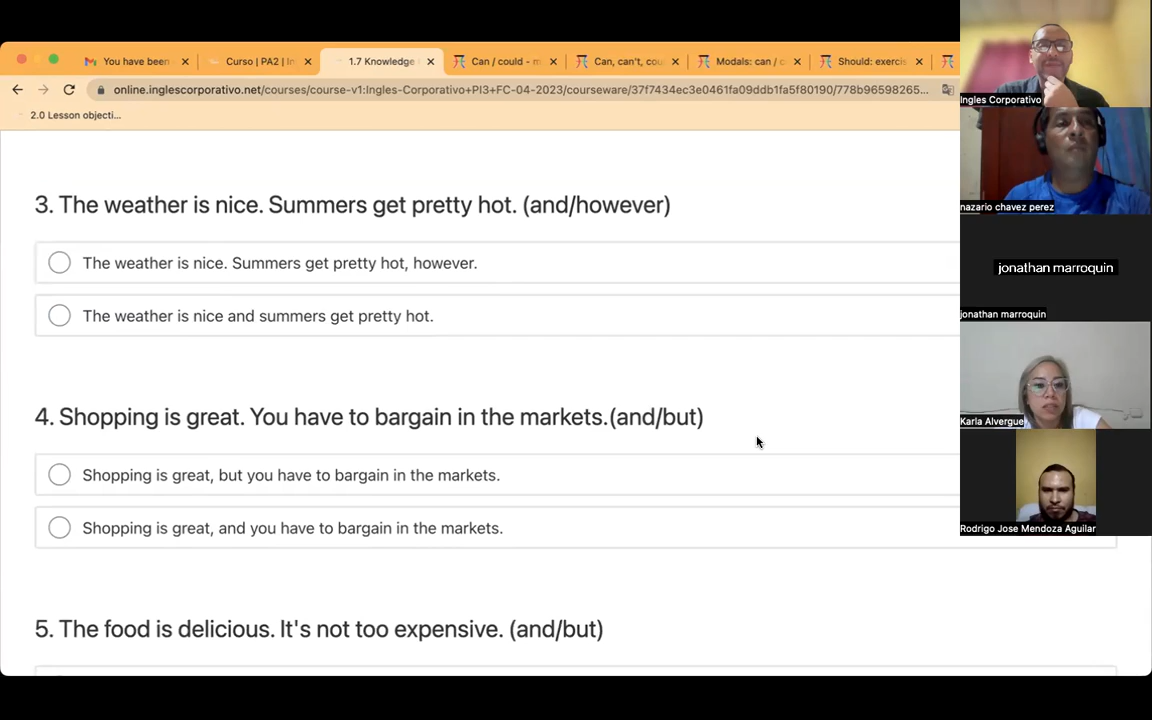 You have been
Curso | PA2 | In
1.7 Knowledge
Can / could - m
Can, can't, cou
Modals: can / c
Should: exercis
online.inglescorporativo.net/courses/course-v1:Ingles-Corporativo+PI3+FC-04-2023/courseware/37f7434ec3e0461fa09ddb1fa5f80190/778b96598265...
2.0 Lesson objecti...
3. The weather is nice. Summers get pretty hot. (and/however)
The weather is nice. Summers get pretty hot, however.
The weather is nice and summers get pretty hot.
4. Shopping is great. You have to bargain in the markets.(and/but)
Shopping is great, but you have to bargain in the markets.
Shopping is great, and you have to bargain in the markets.
5. The food is delicious. It's not too expensive. (and/but)
Ingles Corporativo
nazario chavez perez
jonathan marroquin
jonathan marroquin
Karla Alvergue
Rodrigo Jose Mendoza Aguilar